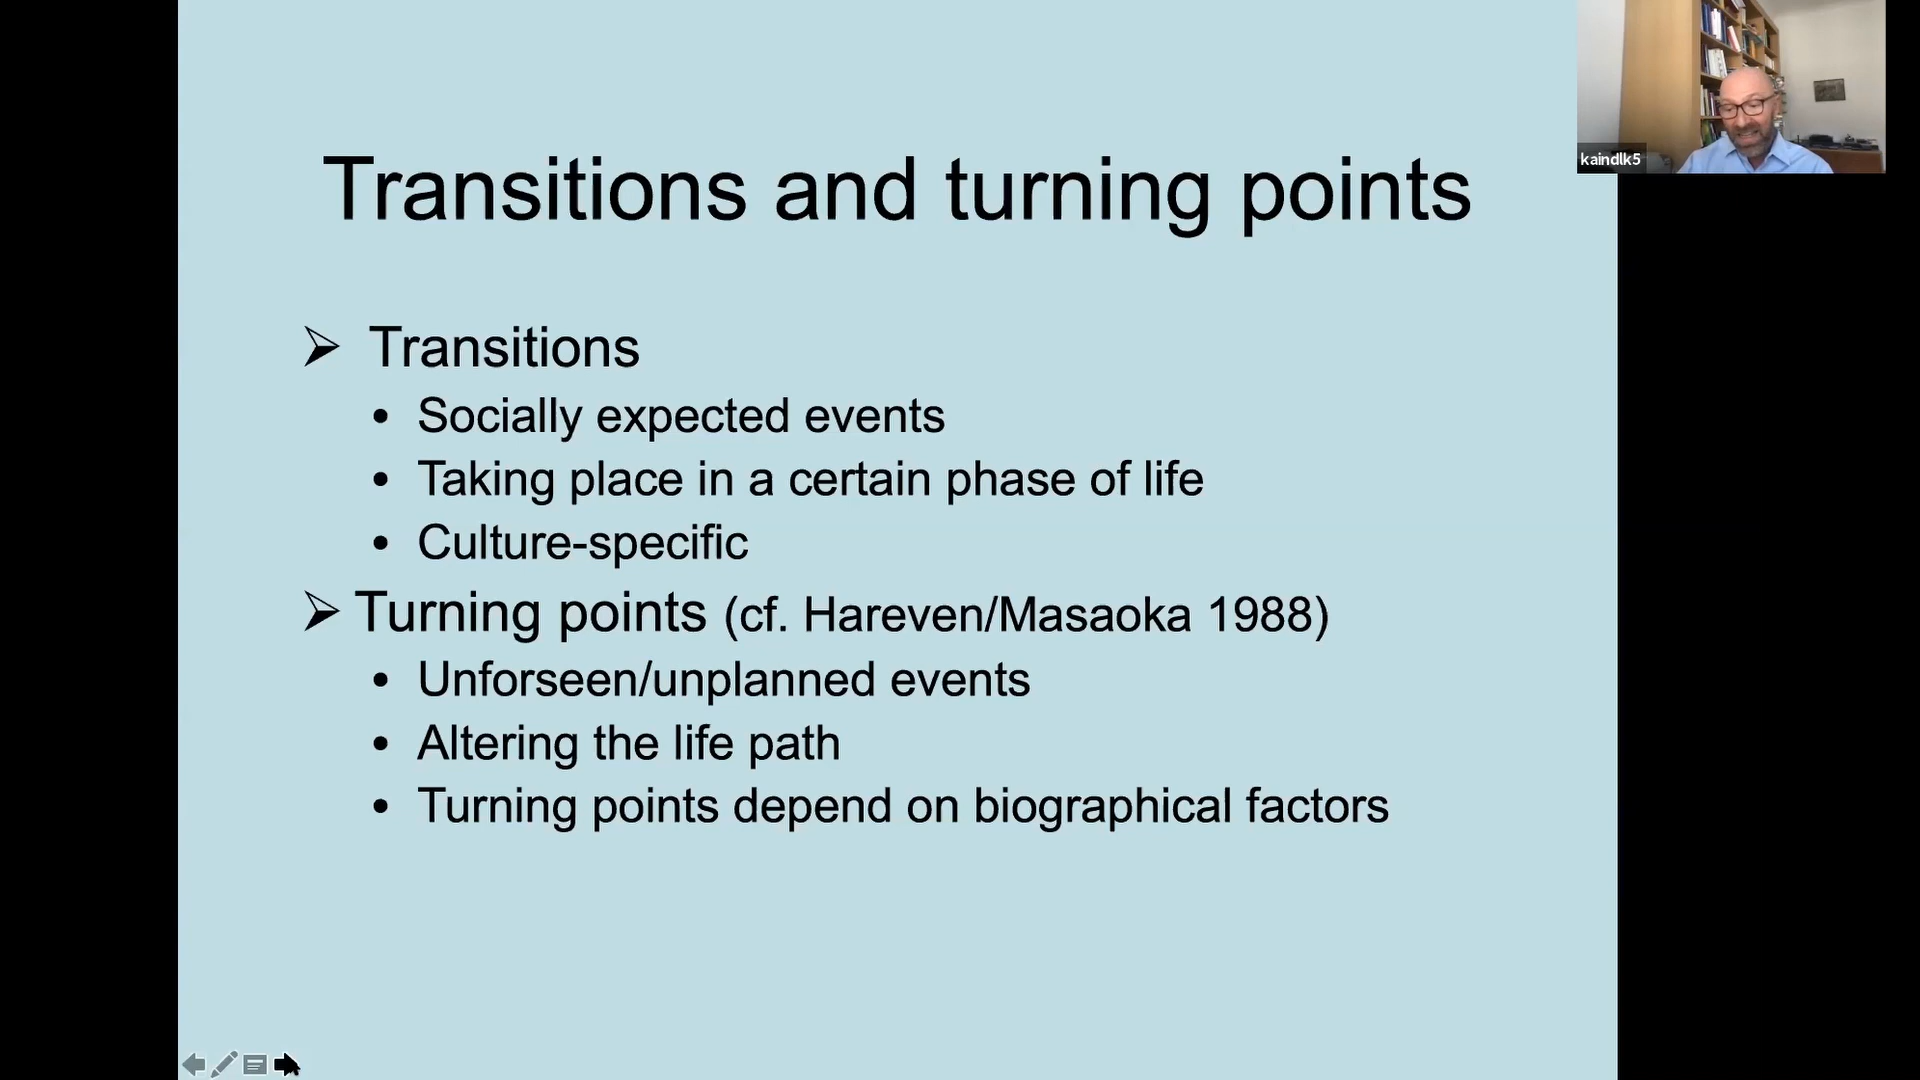 Transitions and turning points
kaindlk5
➢ Transitions
• Socially expected events
• Taking place in a certain phase of life
• Culture-specific
➢ Turning points (cf. Hareven/Masaoka 1988)
• Unforseen/unplanned events
• Altering the life path
• Turning points depend on biographical factors